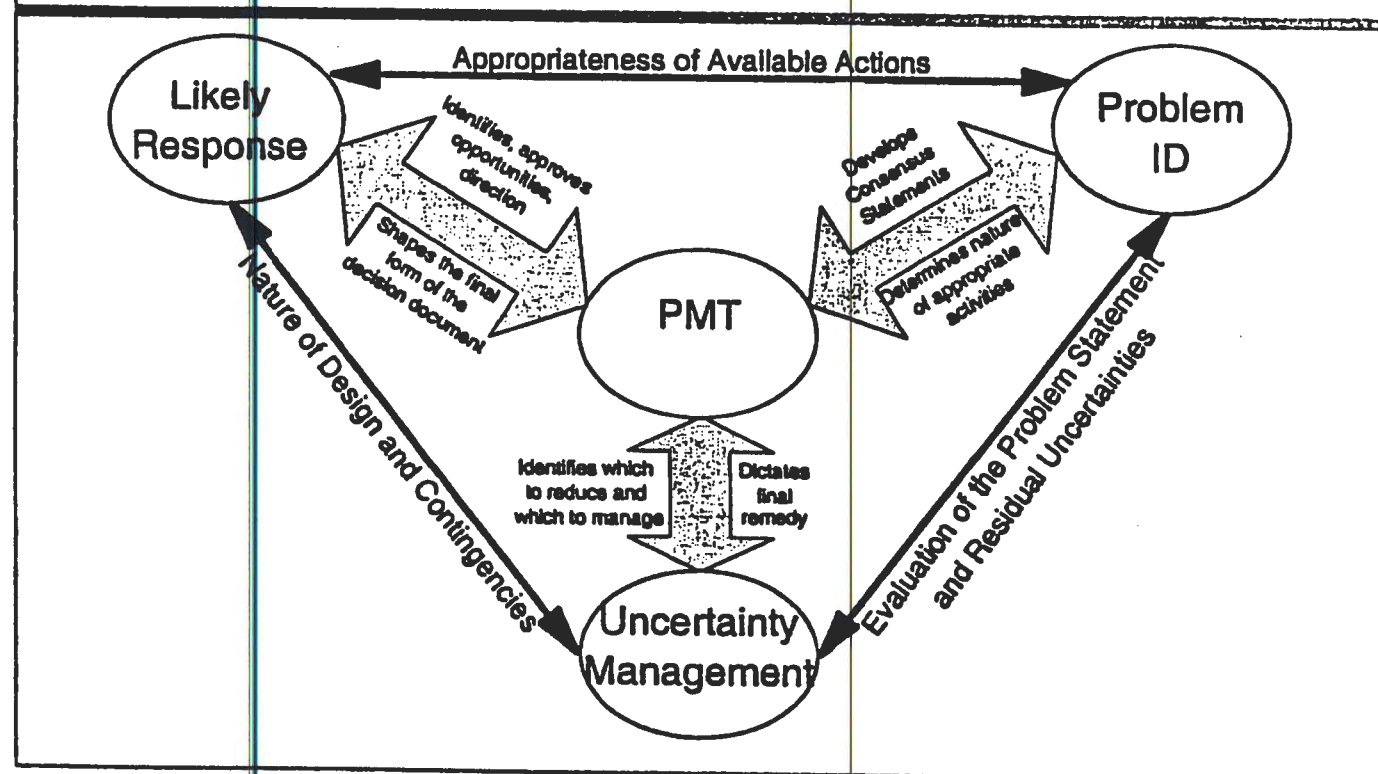 Appropriateness of Available Actions
Likely
Response
Problem
ID
Identifies, approves
opportunities,
direction
Shapes the final
form of the
decision document
Develops
Consensus
Statements
Determines nature
of appropriate
activities
PMT
Nature of Design and Contingencies
Evaluation of the Problem Statement
and Residual Uncertainties
Identifies which
to reduce and
which to manage
Dictates
final
remedy
Uncertainty
Management